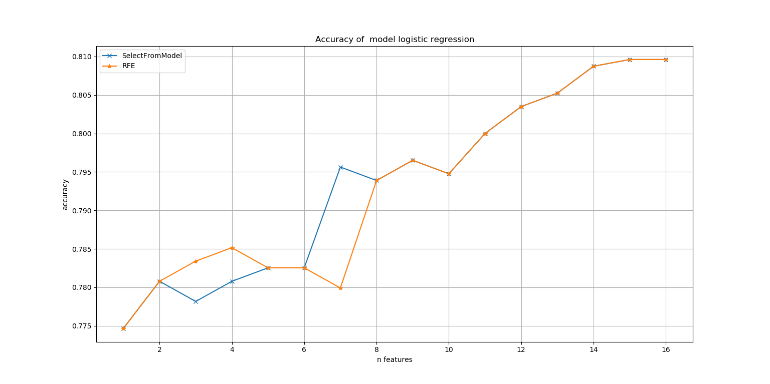 Accuracy of  model logistic regression
SelectFromModel
RFE
0.810
0.805
0.800
0.795
0.790
0.785
0.780
0.775
accuracy
2 4 6 8 10 12 14 16
n features